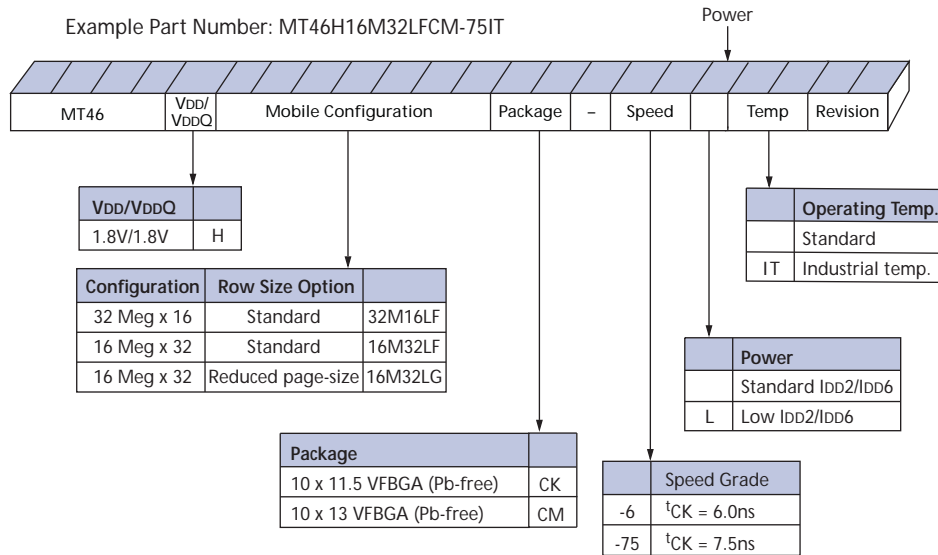 Example Part Number: MT46H16M32LFCM-75IT
Power
MT46
VDD/
VDDQ
Mobile Configuration
Package
–
Speed
Temp
Revision
VDD/VDDQ
1.8V/1.8V H
Configuration Row Size Option
32 Meg x 16 Standard 32M16LF
16 Meg x 32 Standard 16M32LF
16 Meg x 32 Reduced page-size 16M32LG
Package
10 x 11.5 VFBGA (Pb-free) CK
10 x 13 VFBGA (Pb-free) CM
Speed Grade
-6 tCK = 6.0ns
-75 tCK = 7.5ns
Power
Standard IDD2/IDD6
L Low IDD2/IDD6
Operating Temp.
Standard
IT Industrial temp.